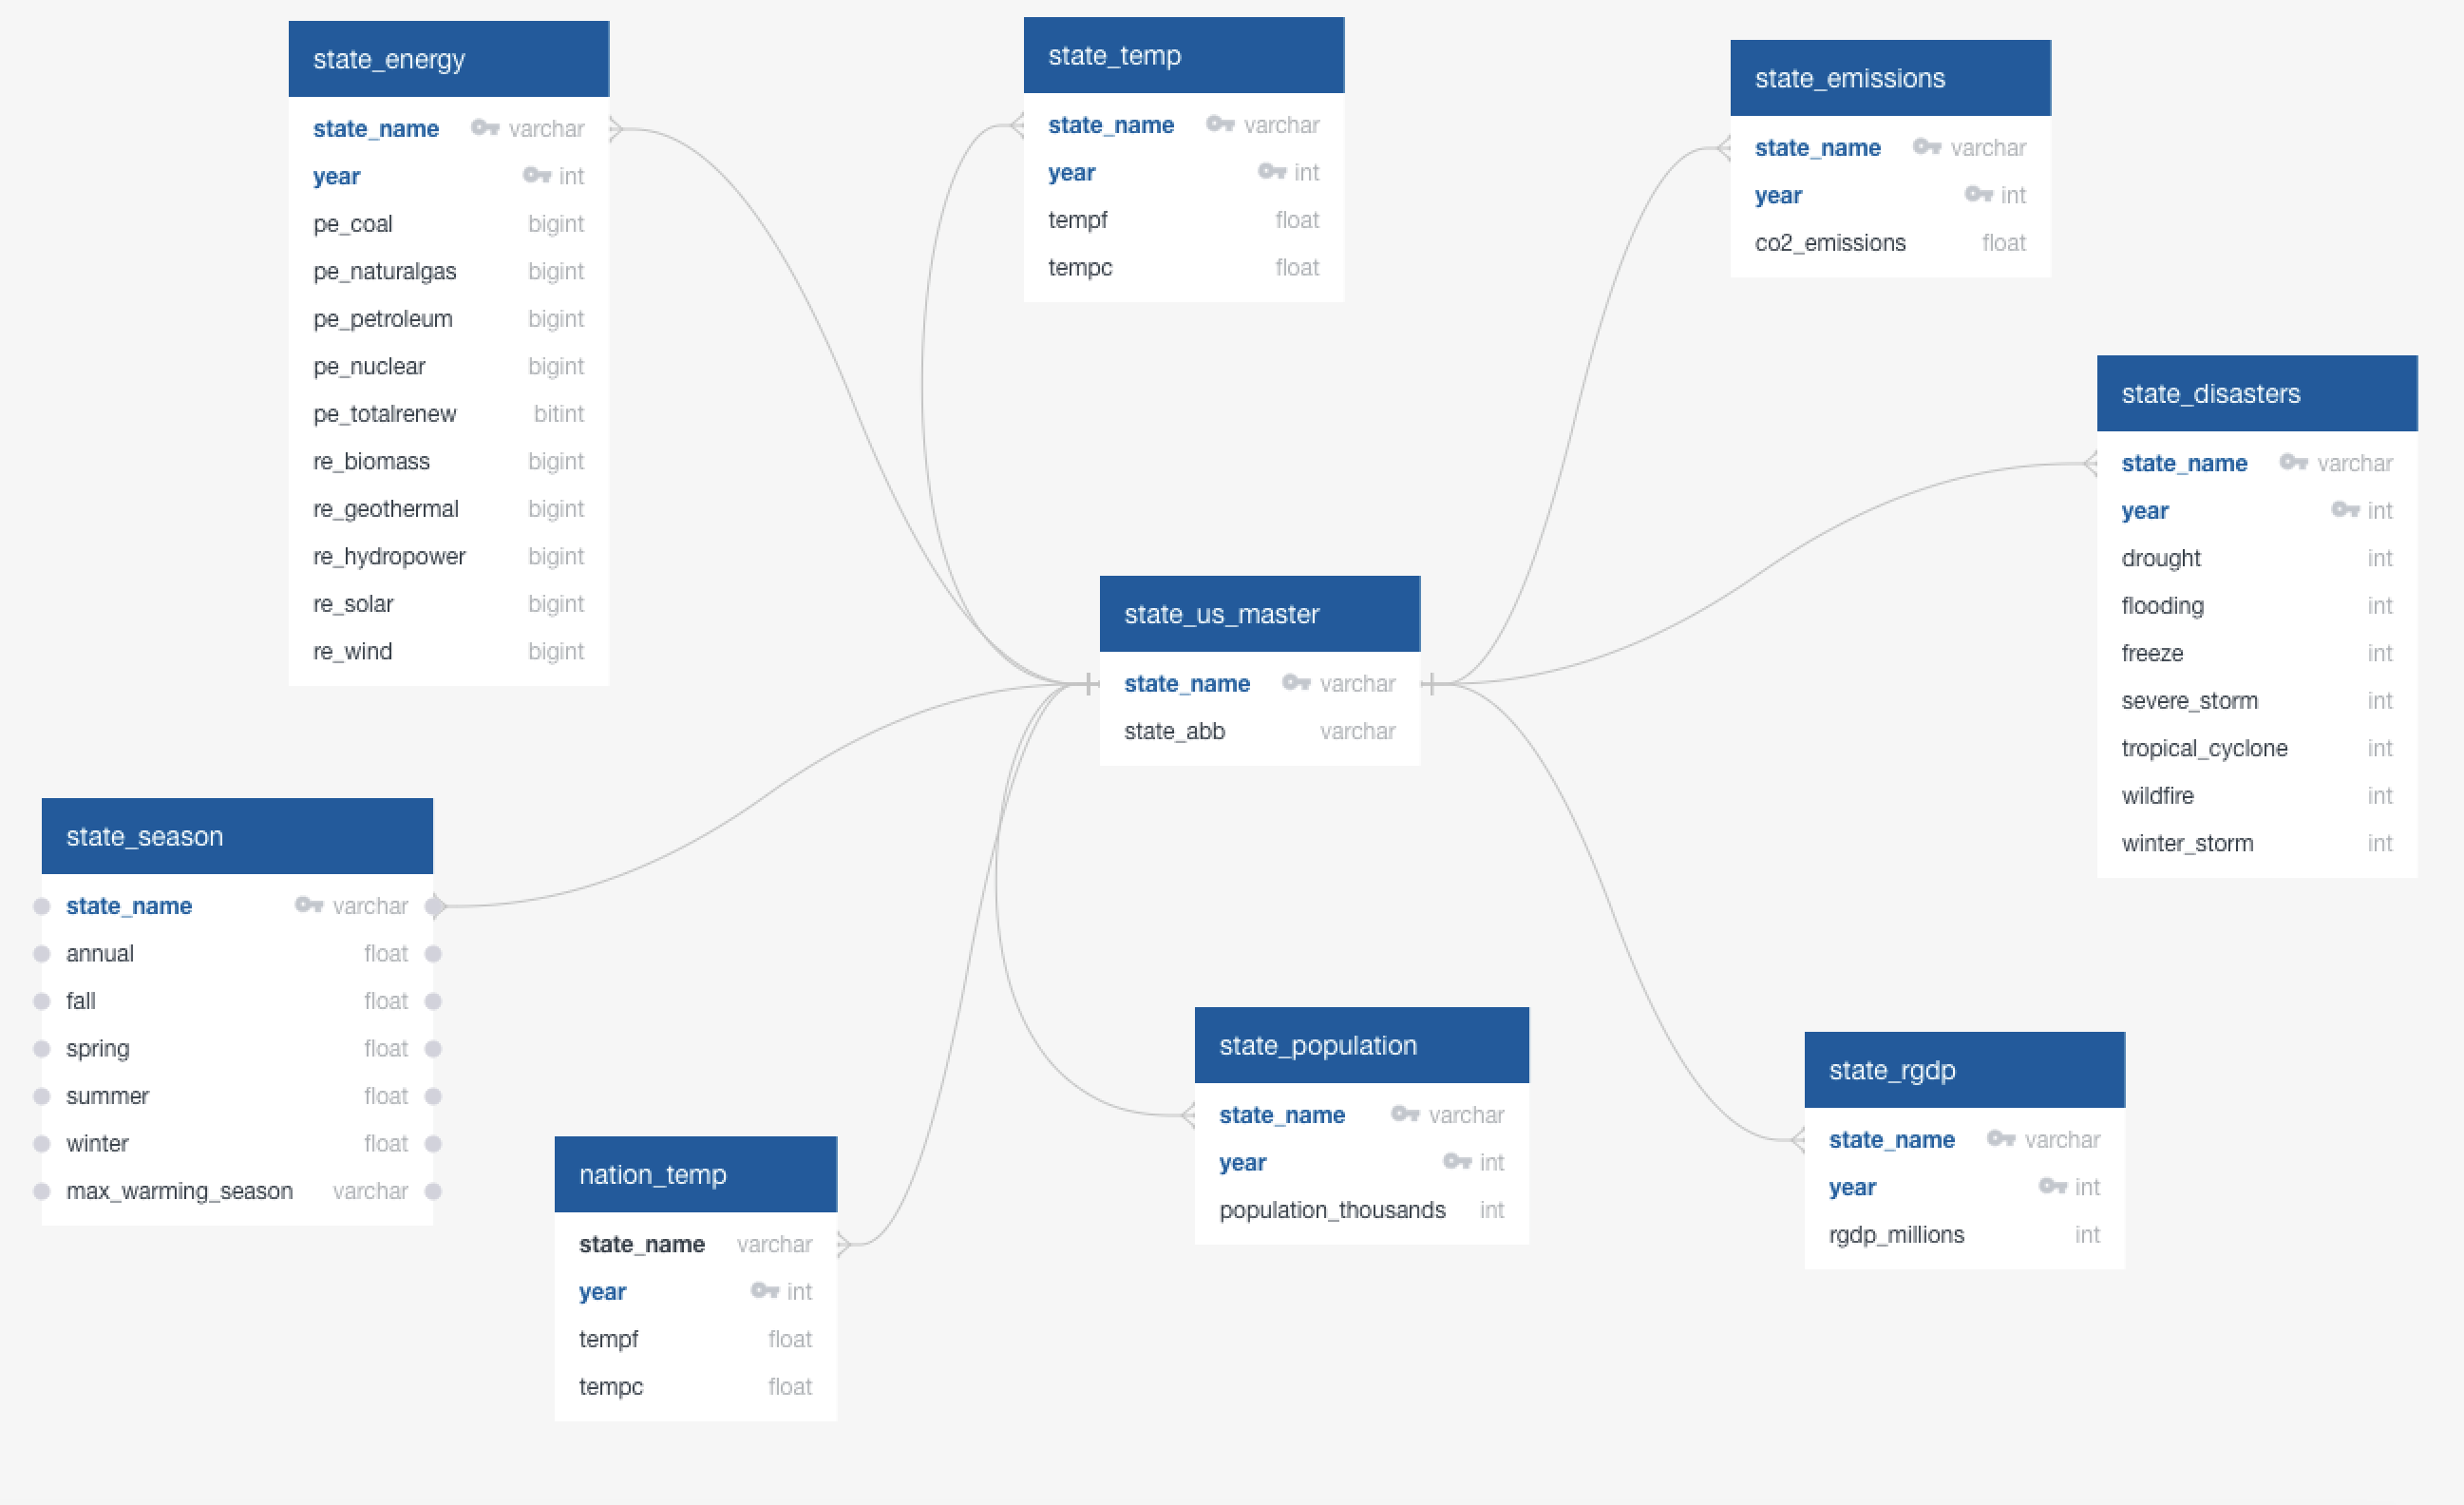 state_energy
state_name varchar
year int
pe_coal bigint
pe_naturalgas bigint
pe_petroleum bigint
pe_nuclear bigint
pe_totalrenew bitint
re_biomass bigint
re_geothermal bigint
re_hydropower bigint
re_solar bigint
re_wind bigint
state_temp
state_name varchar
year int
tempf float
tempc float
state_emissions
state_name varchar
year int
co2_emissions float
state_disasters
state_name varchar
year int
drought int
flooding int
freeze int
severe_storm int
tropical_cyclone int
wildfire int
winter_storm int
state_us_master
state_name varchar
state_abb varchar
state_season
state_name varchar
annual float
fall float
spring float
summer float
winter float
max_warming_season varchar
nation_temp
state_name varchar
year int
tempf float
tempc float
state_population
state_name varchar
year int
population_thousands int
state_rgdp
state_name varchar
year int
rgdp_millions int